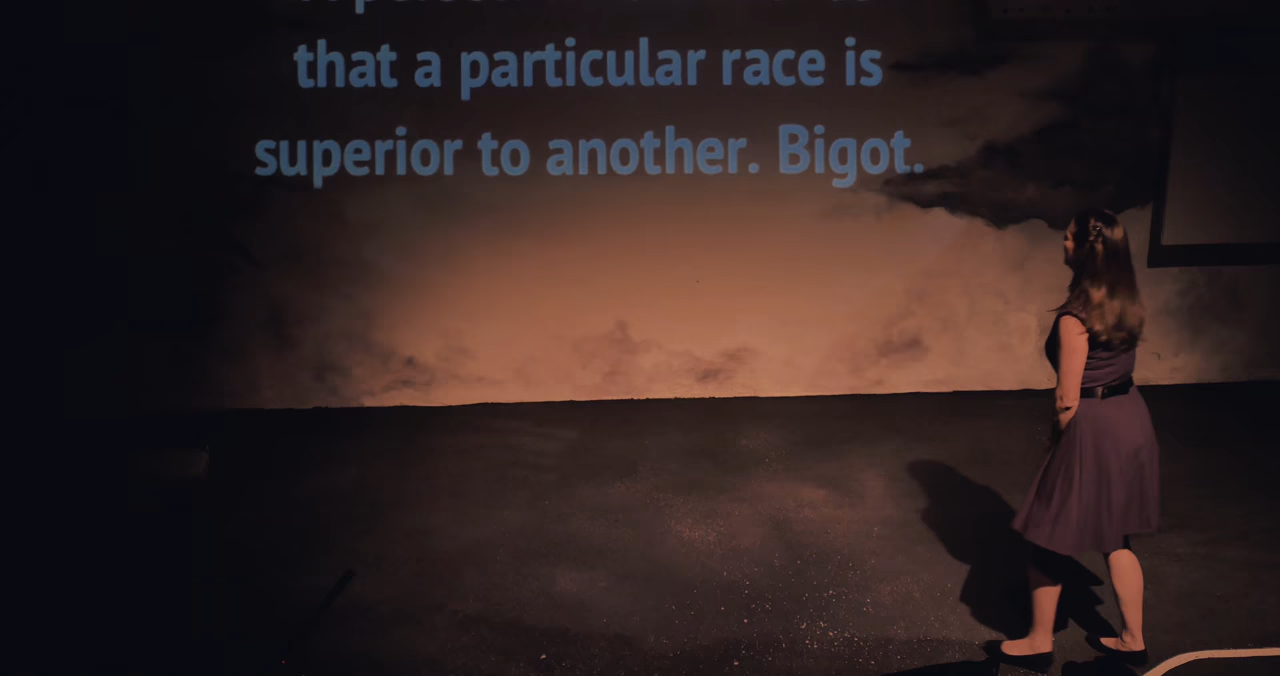 that a particular race is
superior to another. Bigot.